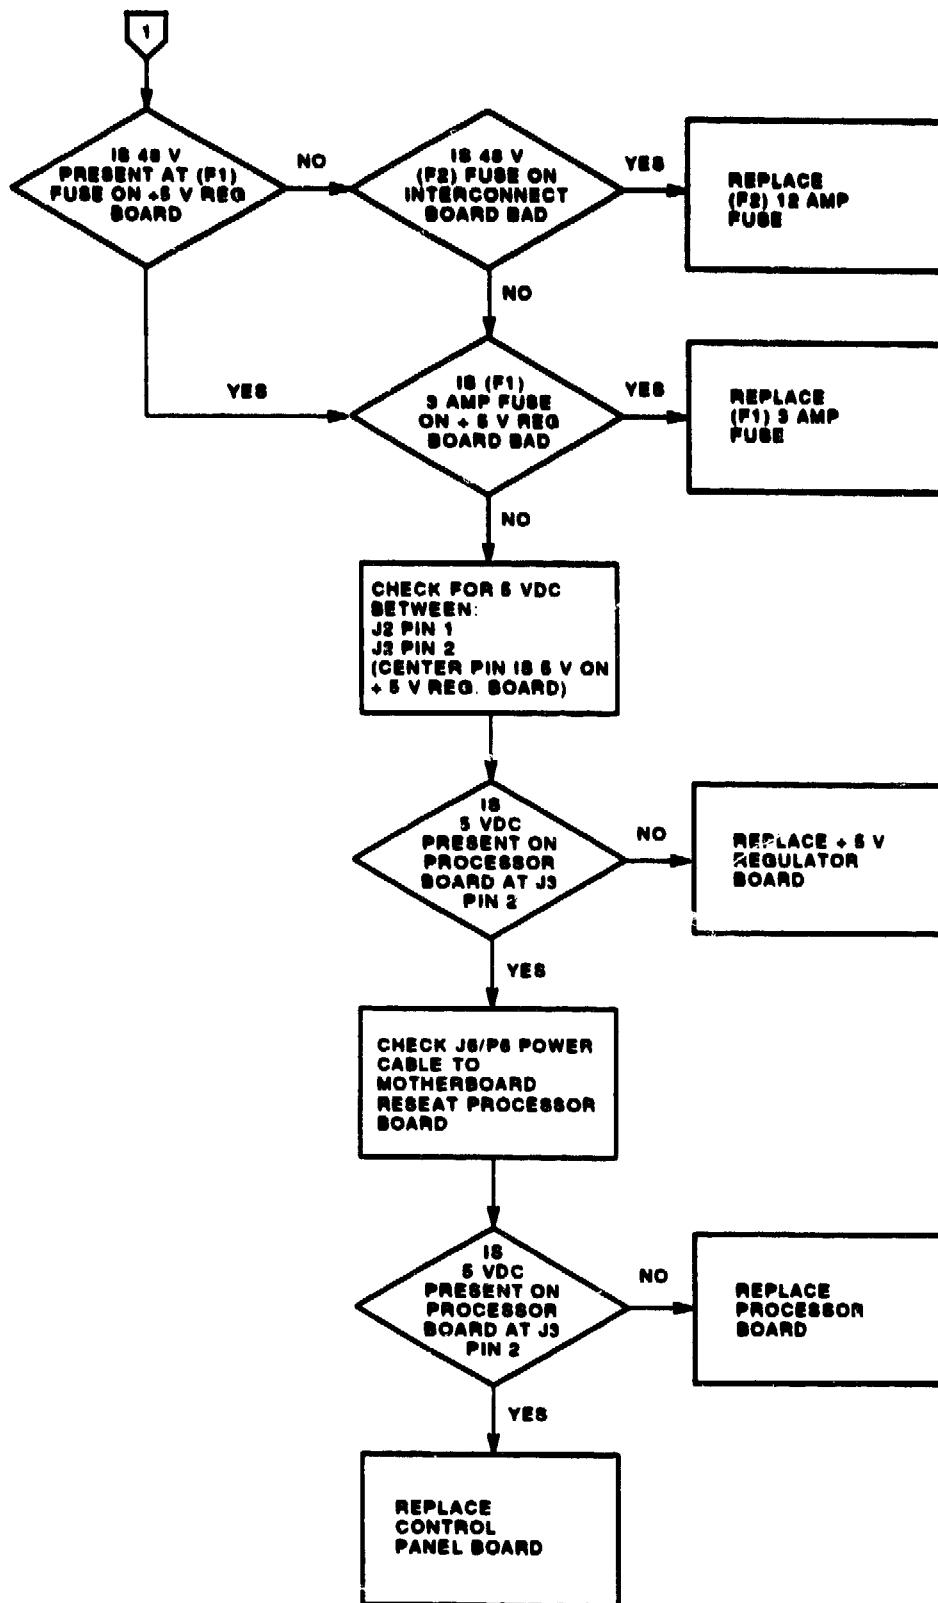 1
IS 48 V
PRESENT AT (F1)
FUSE ON +5 V REG
BOARD
NO
IS 48 V
(F2) FUSE ON
INTERCONNECT
BOARD BAD
YES
REPLACE
(F2) 12 AMP
FUSE
NO
YES
IS (F1)
3 AMP FUSE
ON + 5 V REG
BOARD BAD
YES
REPLACE
(F1) 3 AMP
FUSE
NO
CHECK FOR 5 VDC
BETWEEN:
J2 PIN 1
J2 PIN 2
(CENTER PIN IS 5 V ON
+ 5 V REG. BOARD)
IS
5 VDC
PRESENT ON
PROCESSOR
BOARD AT J3
PIN 2
NO
REPLACE + 5 V
REGULATOR
BOARD
YES
CHECK J6/P6 POWER
CABLE TO
MOTHERBOARD
RESEAT PROCESSOR
BOARD
IS
5 VDC
PRESENT ON
PROCESSOR
BOARD AT J3
PIN 2
NO
REPLACE
PROCESSOR
BOARD
YES
REPLACE
CONTROL
PANEL BOARD